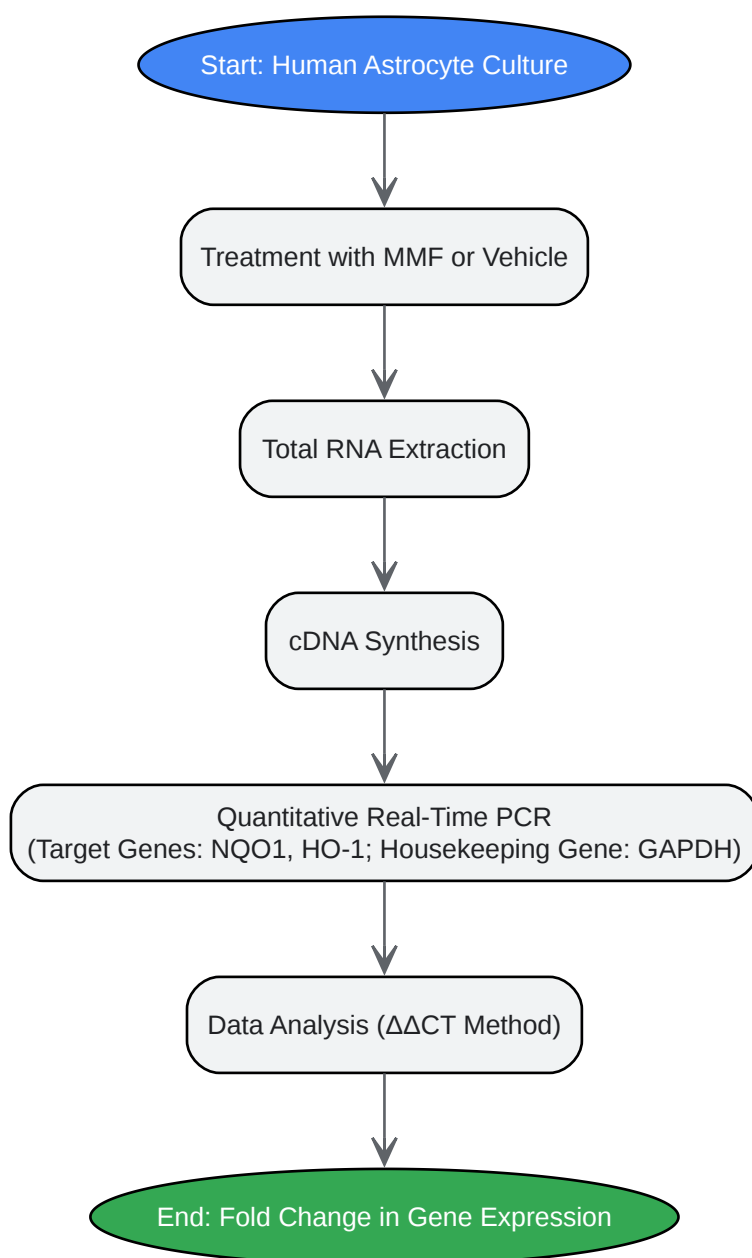 Start: Human Astrocyte Culture
Treatment with MMF or Vehicle
Total RNA Extraction
cDNA Synthesis
Quantitative Real-Time PCR
(Target Genes: NQO1, HO-1; Housekeeping Gene: GAPDH)
Data Analysis (ΔΔCT Method)
End: Fold Change in Gene Expression